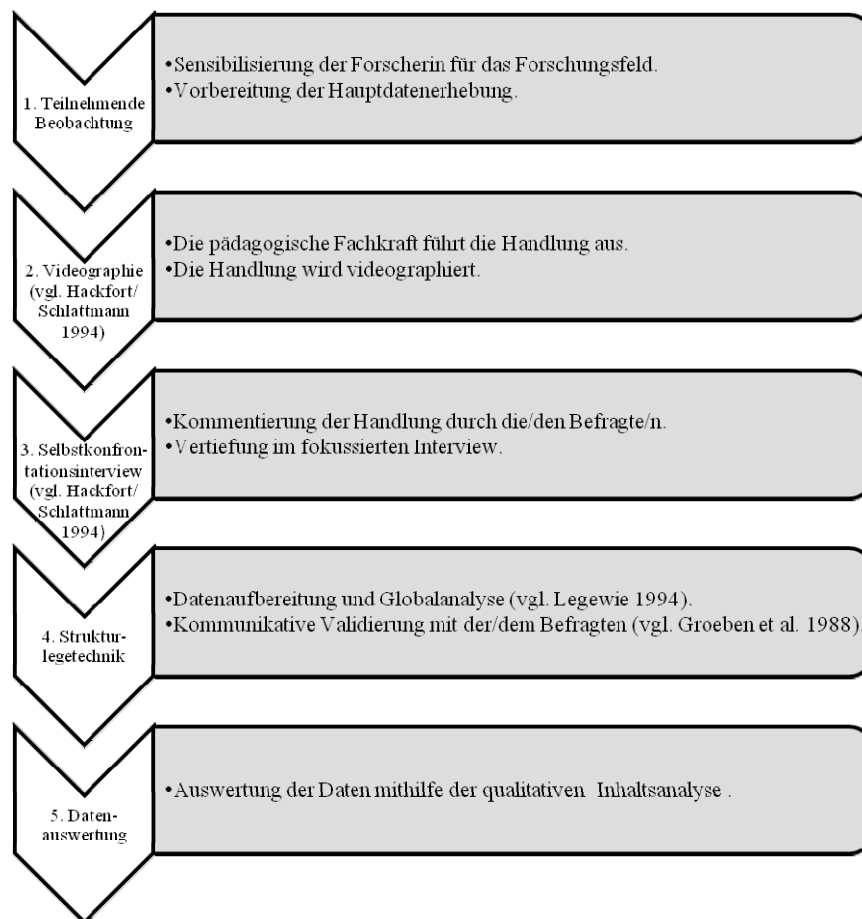 1. Teilnehmende
Beobachtung
•Sensibilisierung der Forscherin für das Forschungsfeld.
•Vorbereitung der Hauptdatenerhebung.
2. Videographie
(vgl. Hackfort/
Schlattmann
1994)
•Die pädagogische Fachkraft führt die Handlung aus.
•Die Handlung wird videographiert.
3. Selbstkonfron-
tationsinterview
(vgl. Hackfort/
Schlattmann
1994)
•Kommentierung der Handlung durch die/den Befragte/n.
•Vertiefung im fokussierten Interview.
4. Struktur-
legetechnik
•Datenaufbereitung und Globalanalyse (vgl. Legewie 1994).
•Kommunikative Validierung mit der/dem Befragten (vgl. Groeben et al. 1988).
5. Daten-
auswertung
•Auswertung der Daten mithilfe der qualitativen Inhaltsanalyse .